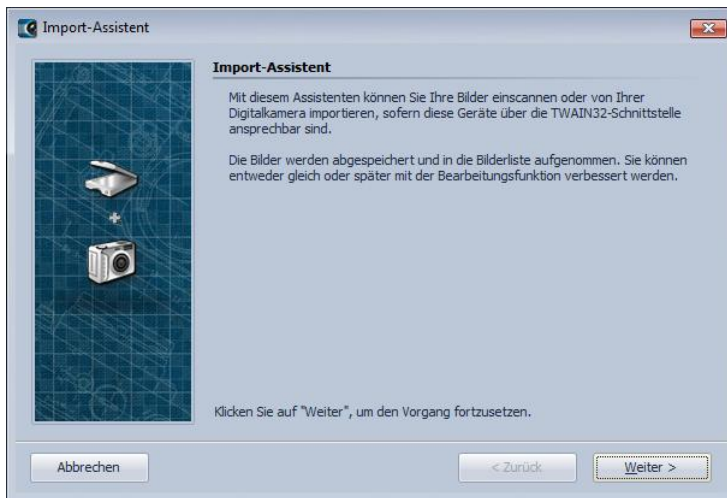 Import-Assistent
Import-Assistent
Mit diesem Assistenten können Sie Ihre Bilder einscannen oder von Ihrer
Digitalkamera importieren, sofern diese Geräte über die TWAIN32-Schnittstelle
ansprechbar sind.
Die Bilder werden abgespeichert und in die Bilderliste aufgenommen. Sie können
entweder gleich oder später mit der Bearbeitungsfunktion verbessert werden.
Klicken Sie auf "Weiter", um den Vorgang fortzusetzen.
Abbrechen
< Zurück
Weiter >